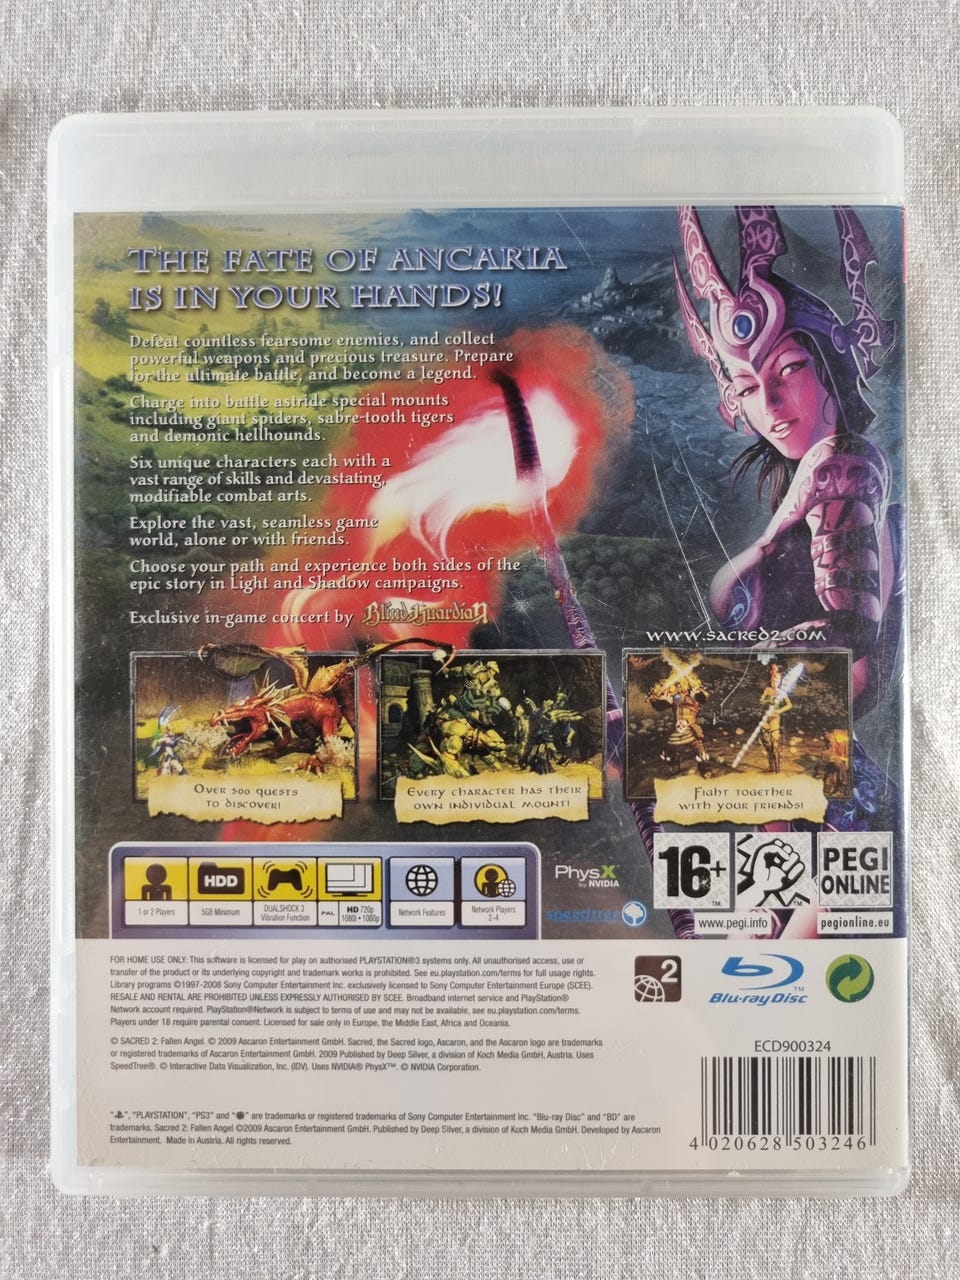 THE FATE OF ANCARIA
IS IN YOUR HANDS!
Defeat countless fearsome enemies, and collect
powerful weapons and precious treasure. Prepare
for the ultimate battle, and become a legend.
Charge into battle astride special mounts
including giant spiders, sabre-tooth tigers
and demonic hellhounds.
Six unique characters each with a
vast range of skills and devastating,
modifiable combat arts.
Explore the vast, seamless game
world, alone or with friends.
Choose your path and experience both sides of the
epic story in Light and Shadow campaigns.
Exclusive in-game concert by Blind Guardian
WWW.SACRED2.COM
OVER 500 QUESTS
TO DISCOVER!
EVERY CHARACTER HAS THEIR
OWN INDIVIDUAL MOUNT!
FIGHT TOGETHER
WITH YOUR FRIENDS!
1 or 2 Players
HDD
5GB Minimum
DUALSHOCK 3
Vibration Function
PAL
HD 720p
1080i • 1080p
Network Features
Network Players
2-4
PhysX™
by NVIDIA
speedtree
16+
™
™
www.pegi.info
PEGI
ONLINE
pegionline.eu
FOR HOME USE ONLY: This software is licensed for play on authorised PLAYSTATION®3 systems only. All unauthorised access, use or
transfer of the product or its underlying copyright and trademark works is prohibited. See eu.playstation.com/terms for full usage rights.
Library programs ©1997-2008 Sony Computer Entertainment Inc. exclusively licensed to Sony Computer Entertainment Europe (SCEE).
RESALE AND RENTAL ARE PROHIBITED UNLESS EXPRESSLY AUTHORISED BY SCEE. Broadband internet service and PlayStation®
Network account required. PlayStation®Network is subject to terms of use and may not be available, see eu.playstation.com/terms.
Players under 18 require parental consent. Licensed for sale only in Europe, the Middle East, Africa and Oceania.
© SACRED 2: Fallen Angel. © 2009 Ascaron Entertainment GmbH. Sacred, the Sacred logo, Ascaron, and the Ascaron logo are trademarks
or registered trademarks of Ascaron Entertainment GmbH. 2009 Published by Deep Silver, a division of Koch Media GmbH, Austria. Uses
SpeedTree®. © Interactive Data Visualization, Inc. (IDV). Uses NVIDIA® PhysX™. © NVIDIA Corporation.
2
Blu-ray Disc™
ECD900324
4 020628 503246
"", "PLAYSTATION", "PS3" and "" are trademarks or registered trademarks of Sony Computer Entertainment Inc. "Blu-ray Disc" and "BD" are
trademarks. Sacred 2: Fallen Angel ©2009 Ascaron Entertainment GmbH. Published by Deep Silver, a division of Koch Media GmbH. Developed by Ascaron
Entertainment. Made in Austria. All rights reserved.